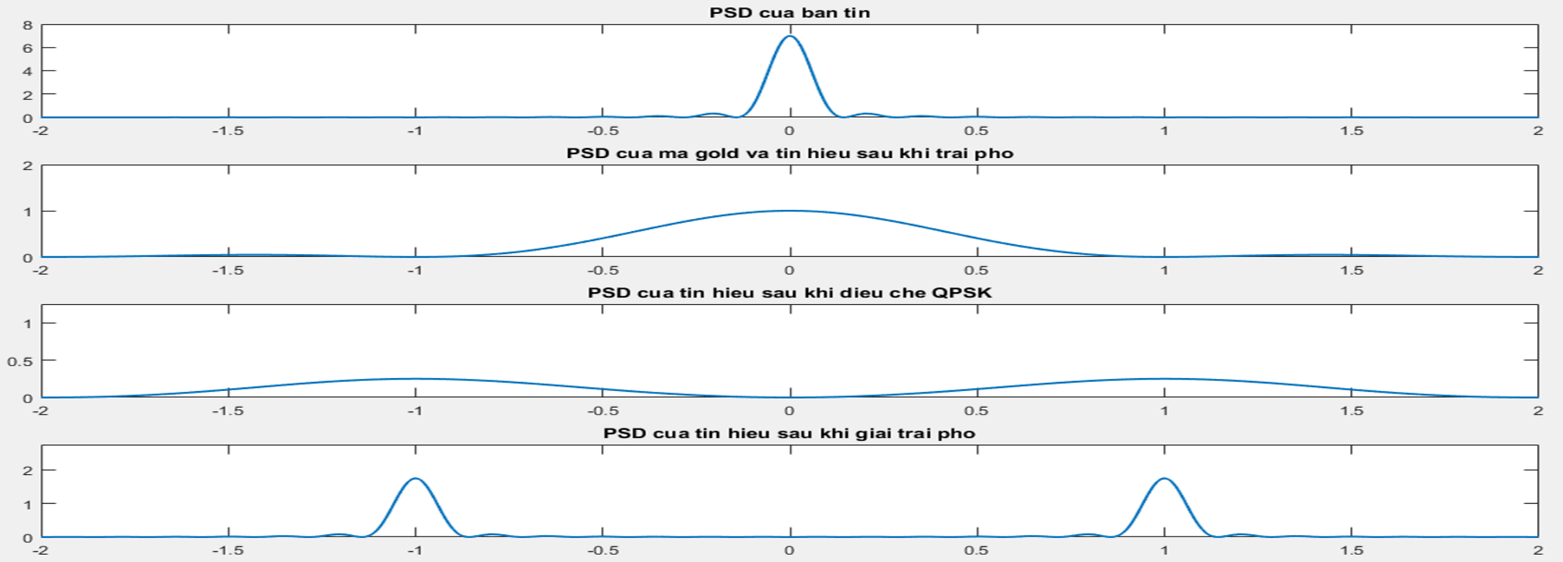 PSD cua ban tin
8
6
4
2
0
-2 -1.5 -1 -0.5 0 0.5 1 1.5 2
PSD cua ma gold va tin hieu sau khi trai pho
2
1
0
-2 -1.5 -1 -0.5 0 0.5 1 1.5 2
PSD cua tin hieu sau khi dieu che QPSK
1
0.5
0
-2 -1.5 -1 -0.5 0 0.5 1 1.5 2
PSD cua tin hieu sau khi giai trai pho
2
1
0
-2 -1.5 -1 -0.5 0 0.5 1 1.5 2